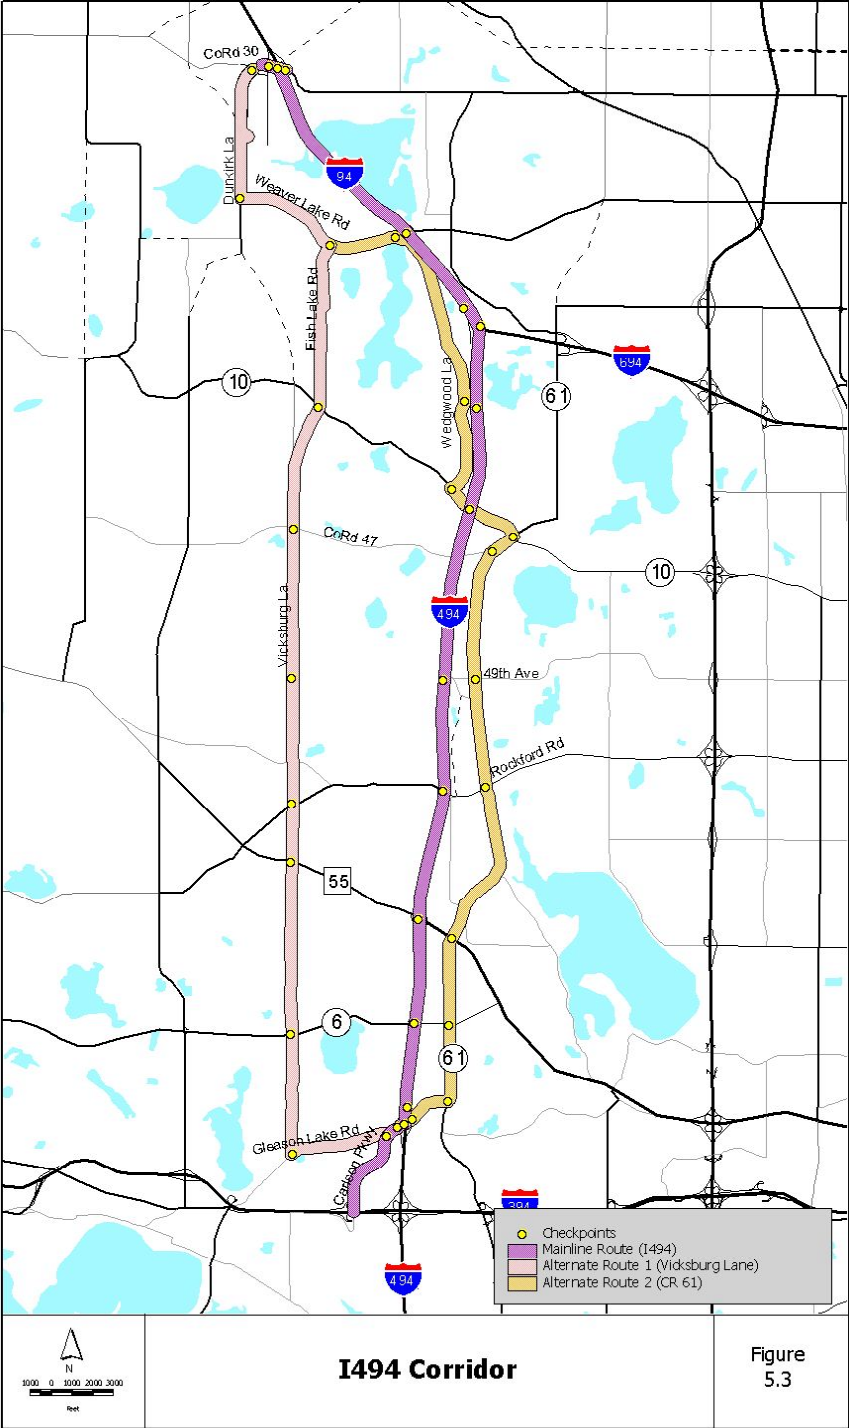 CoRd 30
Dunkirk La
94
Weaver Lake Rd
Fish Lake Rd
694
10
61
Wedgwood La
CoRd 47
10
494
Vicksburg La
49th Ave
Rockford Rd
55
6
61
Gleason Lake Rd
Carlson Pkwy
394
494
Checkpoints
Mainline Route (I494)
Alternate Route 1 (Vicksburg Lane)
Alternate Route 2 (CR 61)
N
1000 0 1000 2000 3000
Feet
I494 Corridor
Figure
5.3